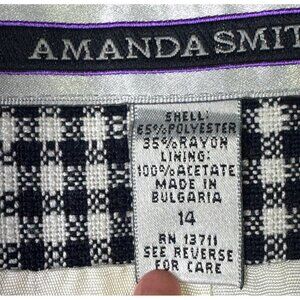 AMANDA SMIT
SHELL:
65% POLYESTER
35% RAYON
LINING:
100% ACETATE
MADE IN
BULGARIA
14
RN 13711
SEE REVERSE
FOR CARE